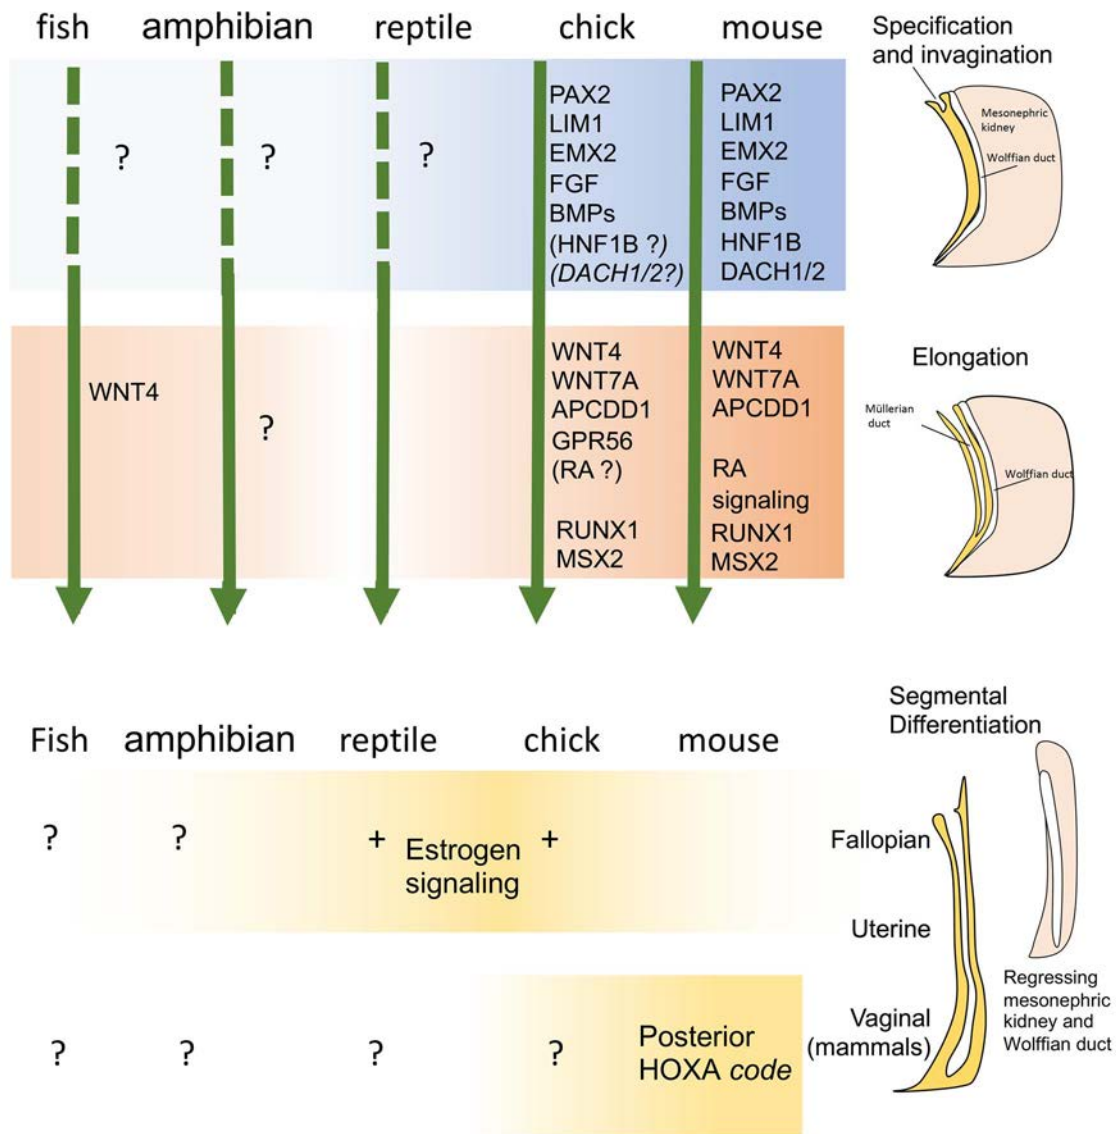 fish amphibian reptile chick mouse
Specification
and invagination
? ? ?
PAX2
LIM1
EMX2
FGF
BMPs
(HNF1B ?)
(DACH1/2?)
PAX2
LIM1
EMX2
FGF
BMPs
HNF1B
DACH1/2
Mesonephric
kidney
Wolffian duct
WNT4
?
WNT4
WNT7A
APCDD1
GPR56
(RA ?)
RUNX1
MSX2
WNT4
WNT7A
APCDD1
RA
signaling
RUNX1
MSX2
Elongation
Müllerian
duct
Wolffian duct
Segmental
Differentiation
Fish amphibian reptile chick mouse
? ? + Estrogen
signaling
+
Fallopian
Uterine
Vaginal
(mammals)
Regressing
mesonephric
kidney and
Wolffian duct
? ? ? ?
Posterior
HOXA code